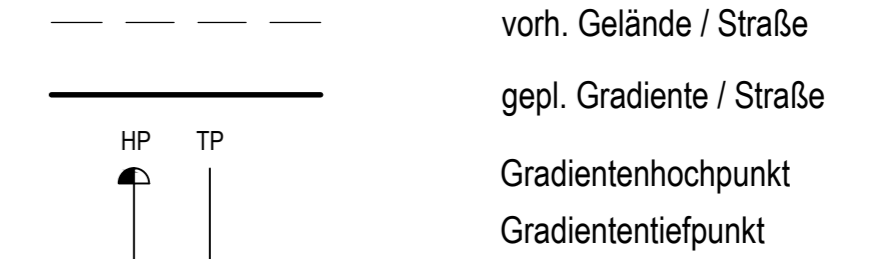 vorh. Gelände / Straße
gepl. Gradiente / Straße
HP TP
Gradientenhochpunkt
Gradiententiefpunkt